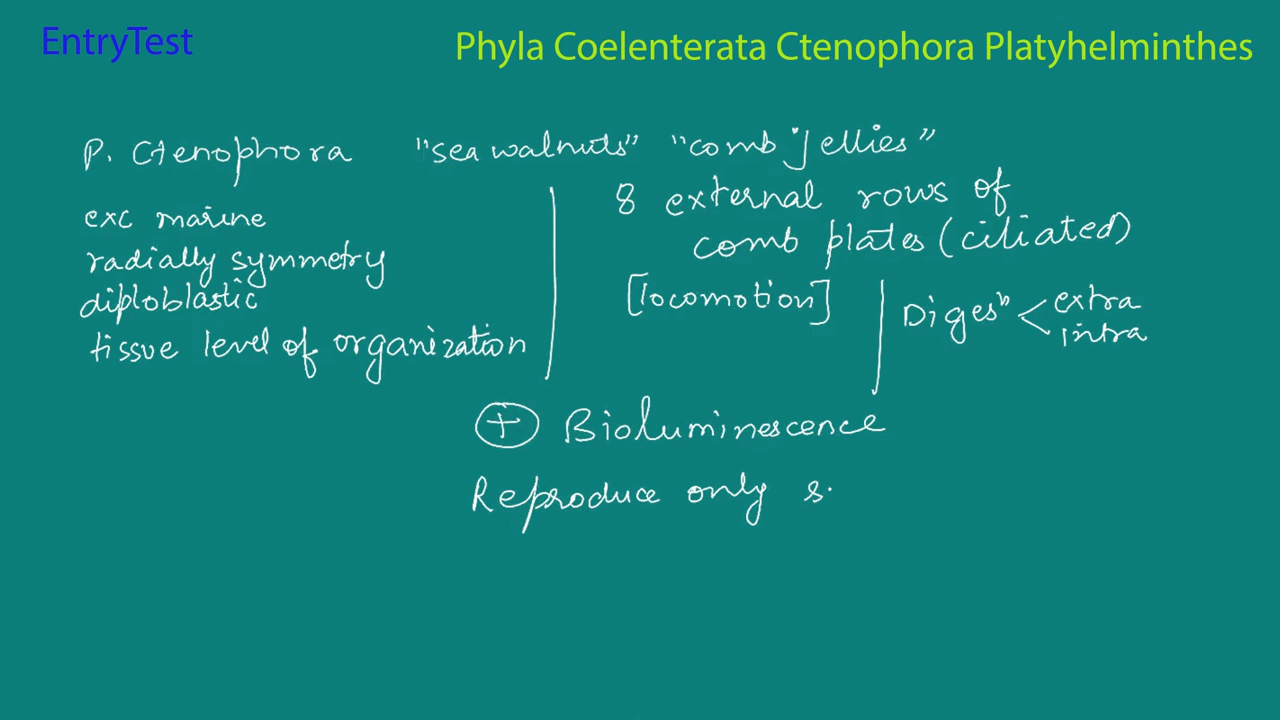 EntryTest
Phyla Coelenterata Ctenophora Platyhelminthes
P. Ctenophora "sea walnuts" "comb jellies"
exc marine
radially symmetry
diploblastic
tissue level of organization
8 external rows of
comb plates (ciliated)
[locomotion]
Diges" < extra
intra
+ Bioluminescence
Reproduce only s.